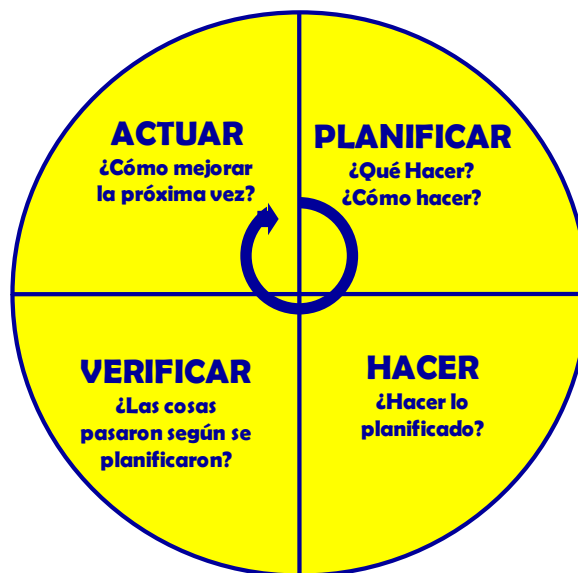 ACTUAR
¿Cómo mejorar
la próxima vez?
PLANIFICAR
¿Qué Hacer?
¿Cómo hacer?
VERIFICAR
¿Las cosas
pasaron según se
planificaron?
HACER
¿Hacer lo
planificado?